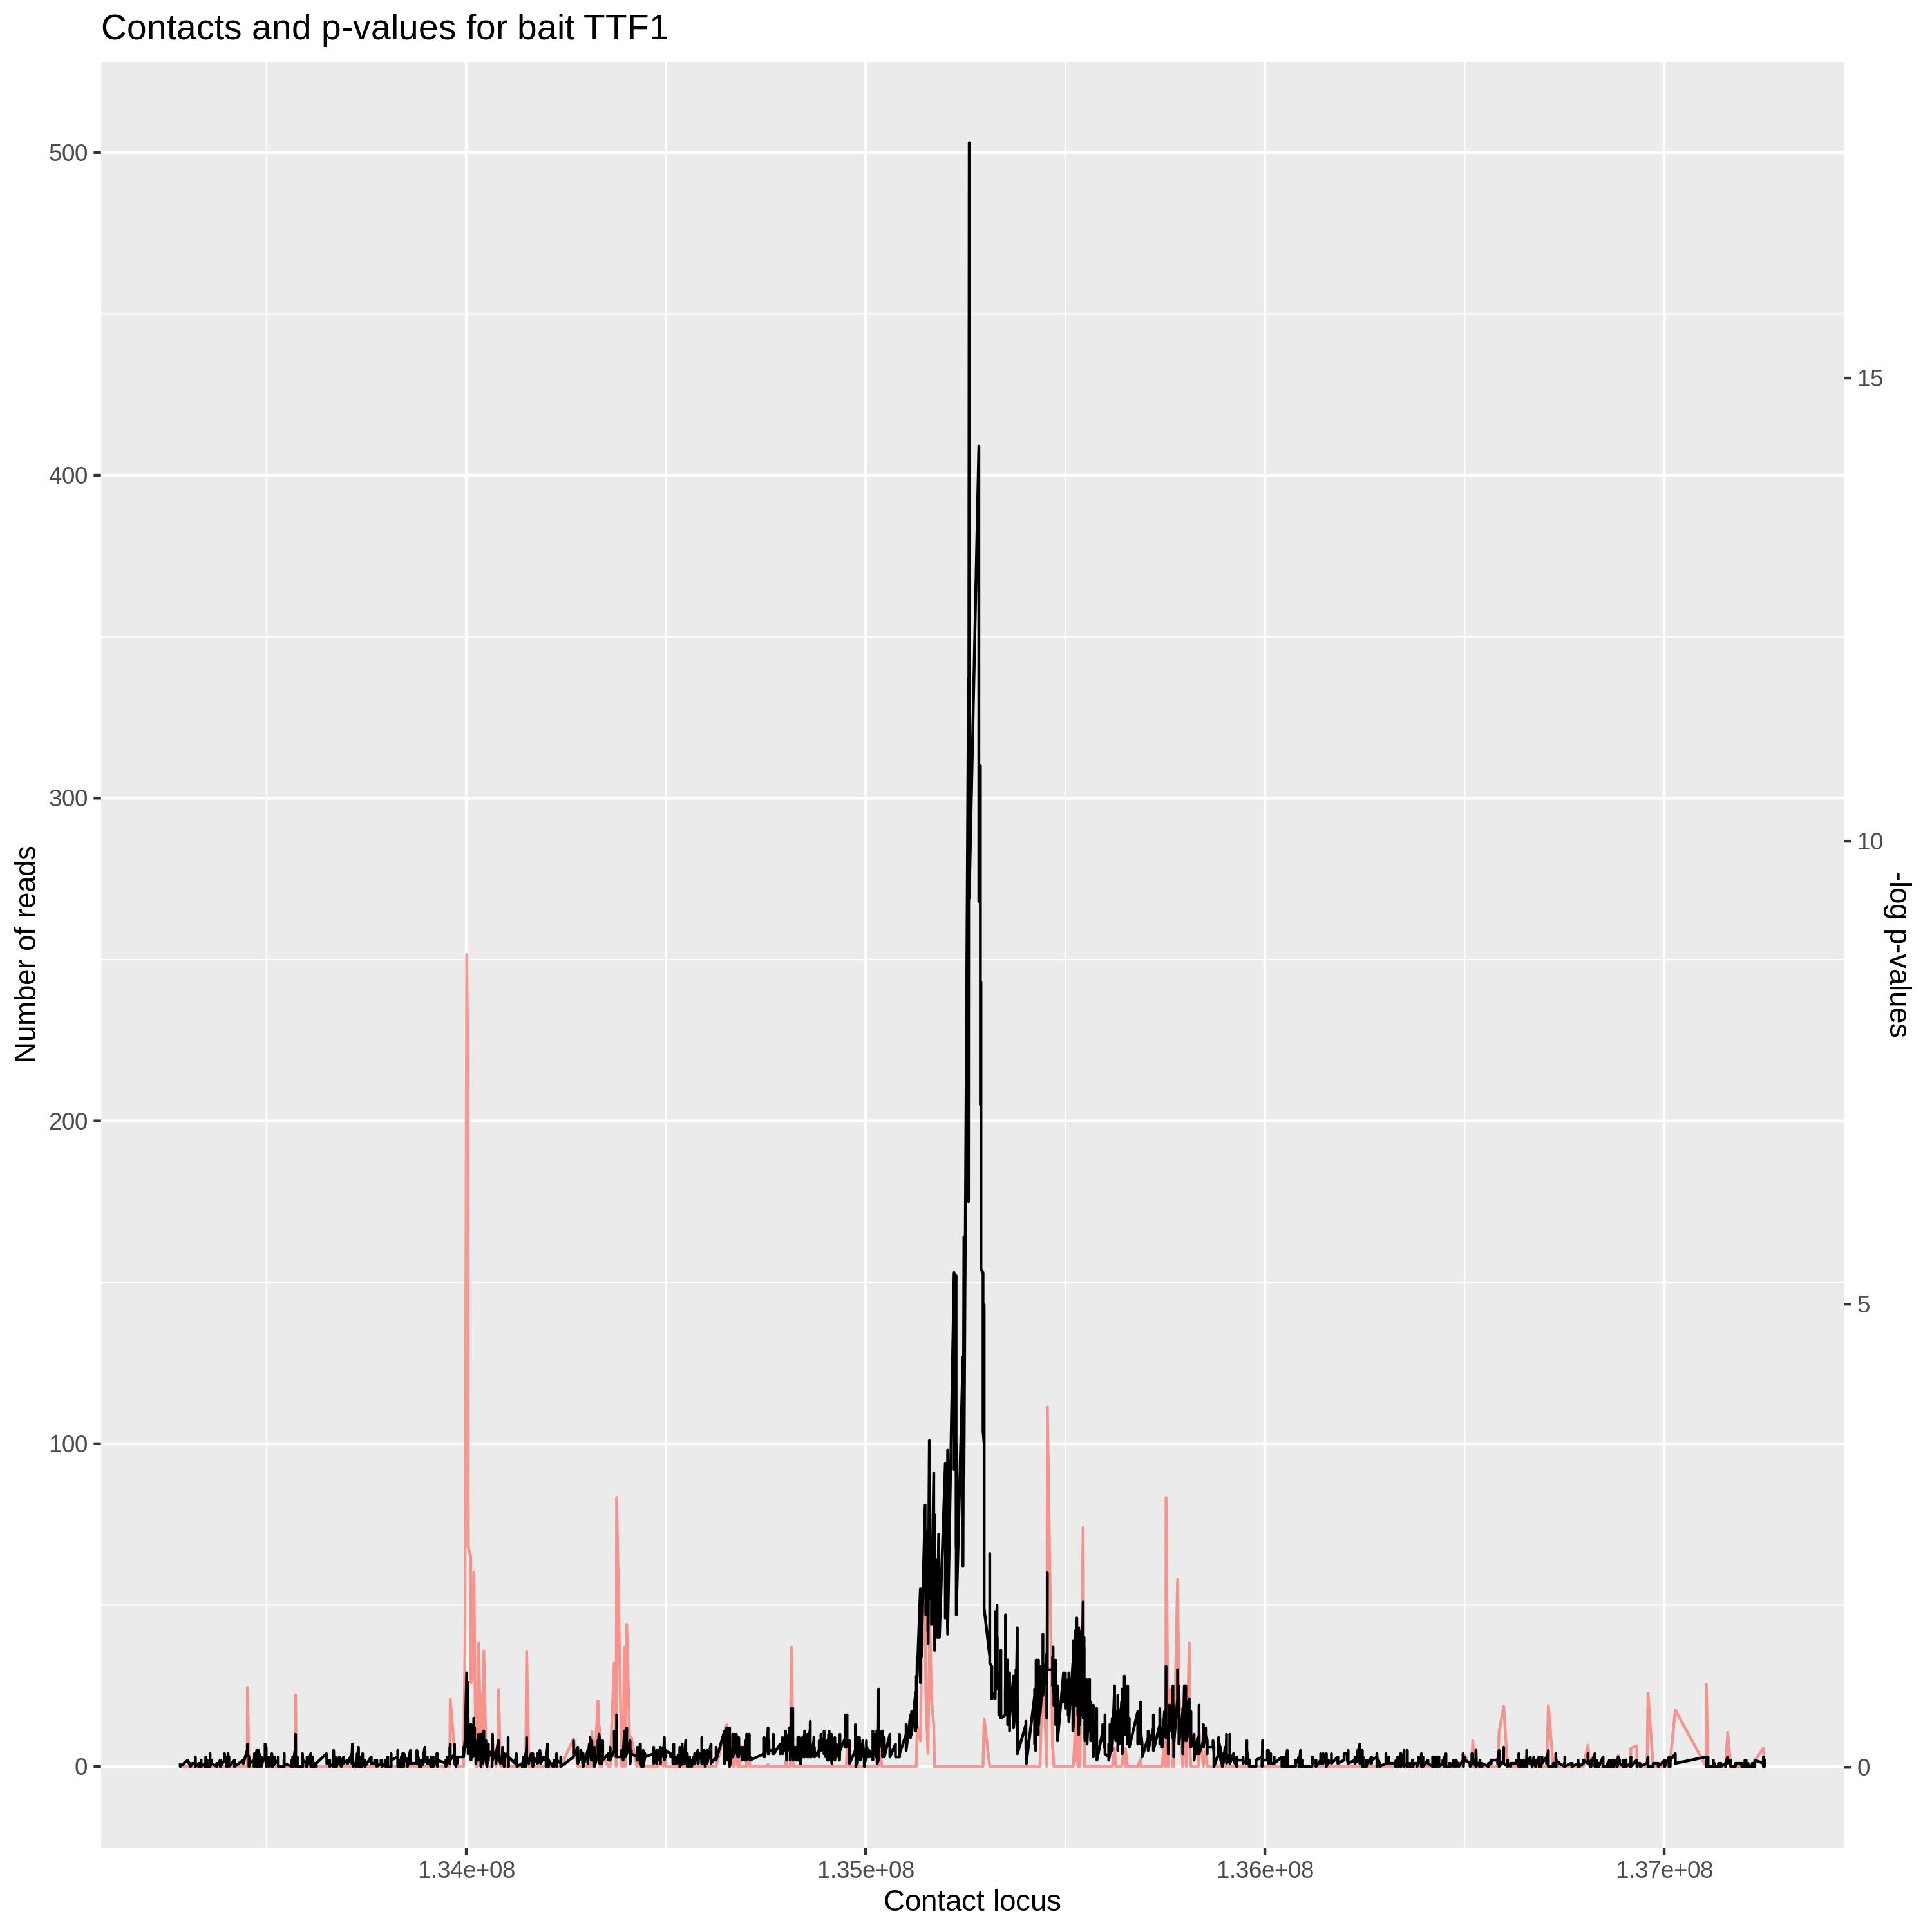 Contacts and p-values for bait TTF1
500
400
300
200
100
0
Number of reads
15
10
5
0
-log p-values
1.34e+08
1.35e+08
1.36e+08
1.37e+08
Contact locus